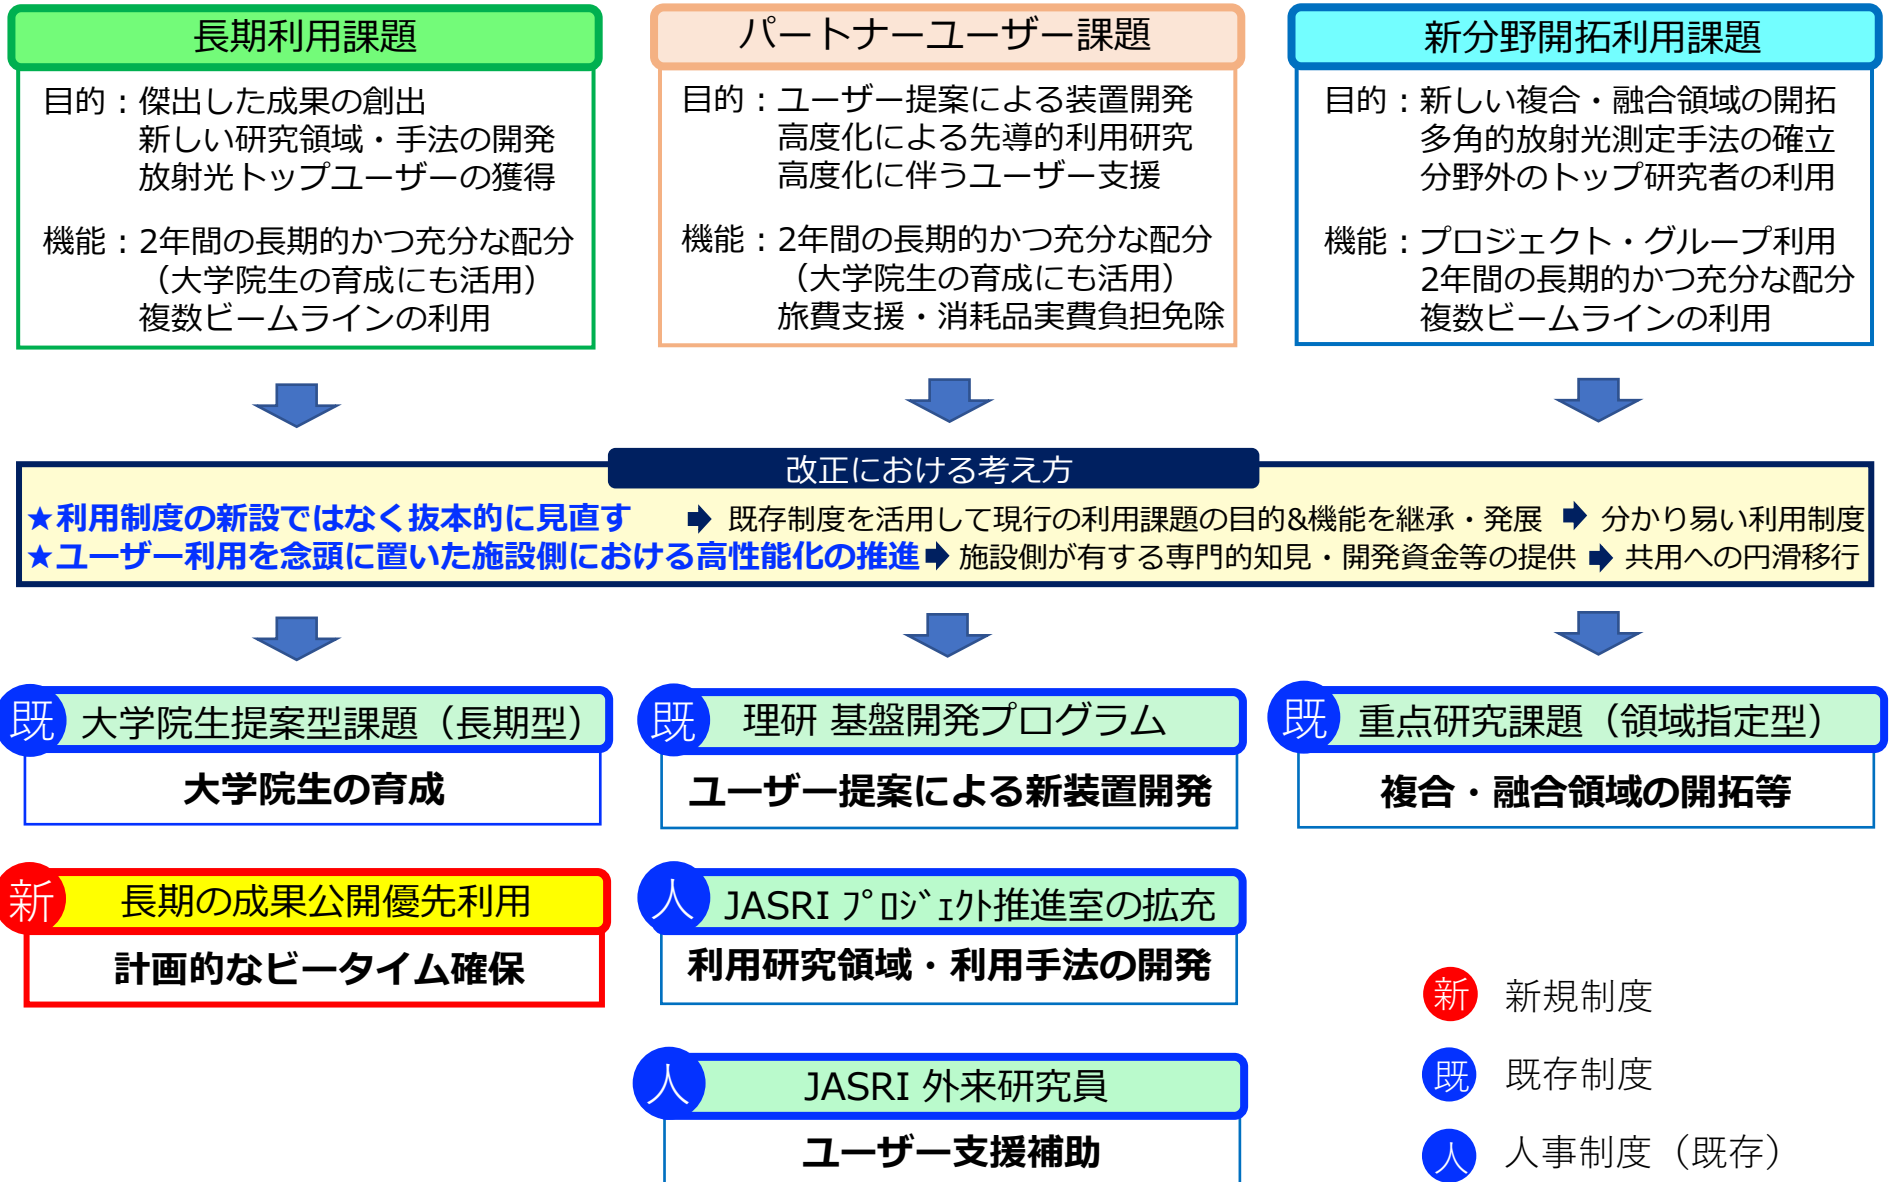 長期利用課題
目的：傑出した成果の創出
新しい研究領域・手法の開発
放射光トップユーザーの獲得
機能：2年間の長期的かつ充分な配分
（大学院生の育成にも活用）
複数ビームラインの利用
パートナーユーザー課題
目的：ユーザー提案による装置開発
高度化による先導的利用研究
高度化に伴うユーザー支援
機能：2年間の長期的かつ充分な配分
（大学院生の育成にも活用）
旅費支援・消耗品実費負担免除
新分野開拓利用課題
目的：新しい複合・融合領域の開拓
多角的放射光測定手法の確立
分野外のトップ研究者の利用
機能：プロジェクト・グループ利用
2年間の長期的かつ充分な配分
複数ビームラインの利用
改正における考え方
★利用制度の新設ではなく抜本的に見直す 既存制度を活用して現行の利用課題の目的&機能を継承・発展 分かり易い利用制度
★ユーザー利用を念頭に置いた施設側における高性能化の推進 施設側が有する専門的知見・開発資金等の提供 共用への円滑移行
既 大学院生提案型課題（長期型）
大学院生の育成
新 長期の成果公開優先利用
計画的なビータイム確保
既 理研 基盤開発プログラム
ユーザー提案による新装置開発
人 JASRI ﾌﾟﾛｼﾞｪｸﾄ推進室の拡充
利用研究領域・利用手法の開発
人 JASRI 外来研究員
ユーザー支援補助
既 重点研究課題（領域指定型）
複合・融合領域の開拓等
新 新規制度
既 既存制度
人 人事制度（既存）